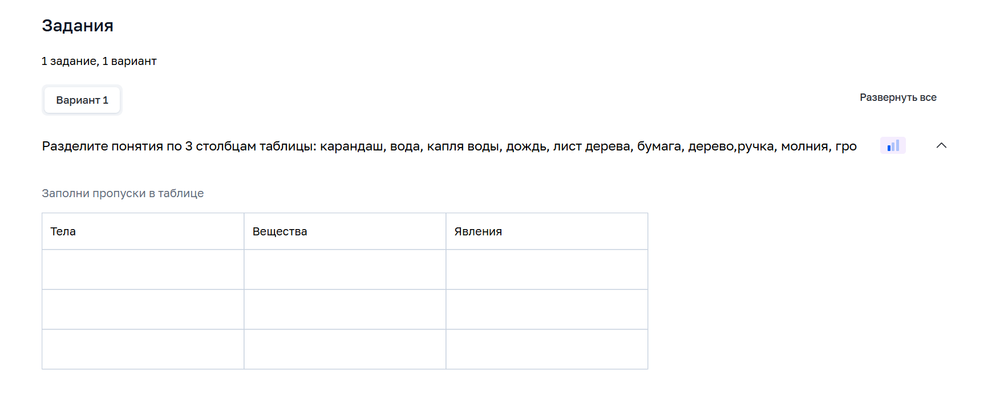 Задания
1 задание, 1 вариант
Вариант 1
Развернуть все
Разделите понятия по 3 столбцам таблицы: карандаш, вода, капля воды, дождь, лист дерева, бумага, дерево,ручка, молния, гро
Заполни пропуски в таблице
Тела Вещества Явления